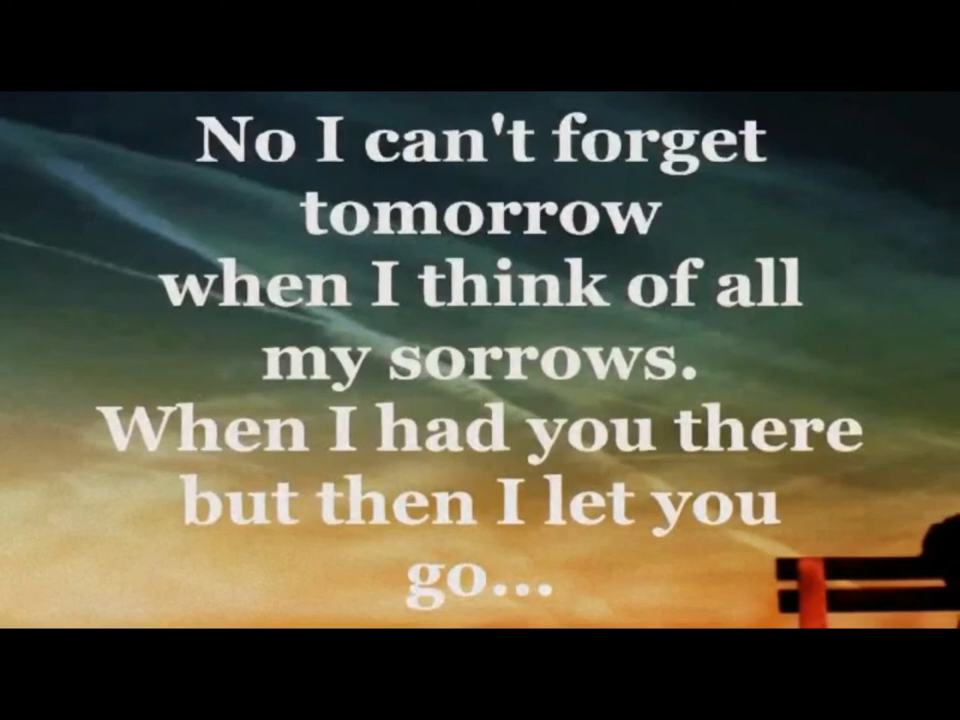 No I can't forget
tomorrow
when I think of all
my sorrows.
When I had you there
but then I let you
go...